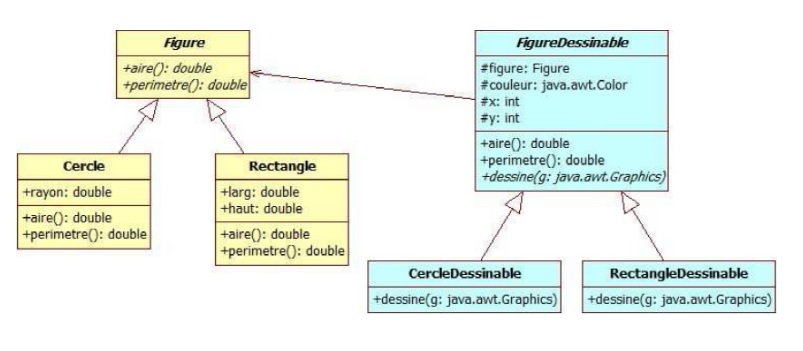 Figure
+aire(): double
+perimetre(): double
FigureDessinable
#figure: Figure
#couleur: java.awt.Color
#x: int
#y: int
+aire(): double
+perimetre(): double
+dessine(g: java.awt.Graphics)
Cercle
+rayon: double
+aire(): double
+perimetre(): double
Rectangle
+larg: double
+haut: double
+aire(): double
+perimetre(): double
CercleDessinable
+dessine(g: java.awt.Graphics)
RectangleDessinable
+dessine(g: java.awt.Graphics)